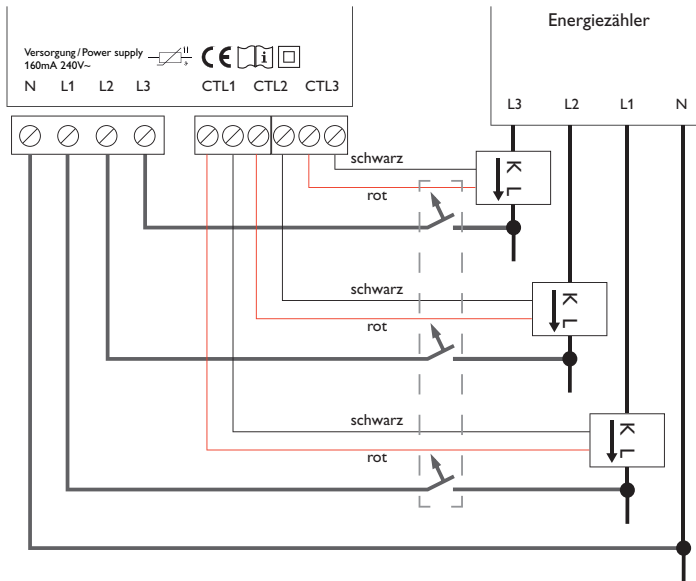 Energiezähler
Versorgung/Power supply
160mA 240V~
N L1 L2 L3 CTL1 CTL2 CTL3
L3 L2 L1 N
schwarz
K L
rot
schwarz
K L
rot
schwarz
K L
rot